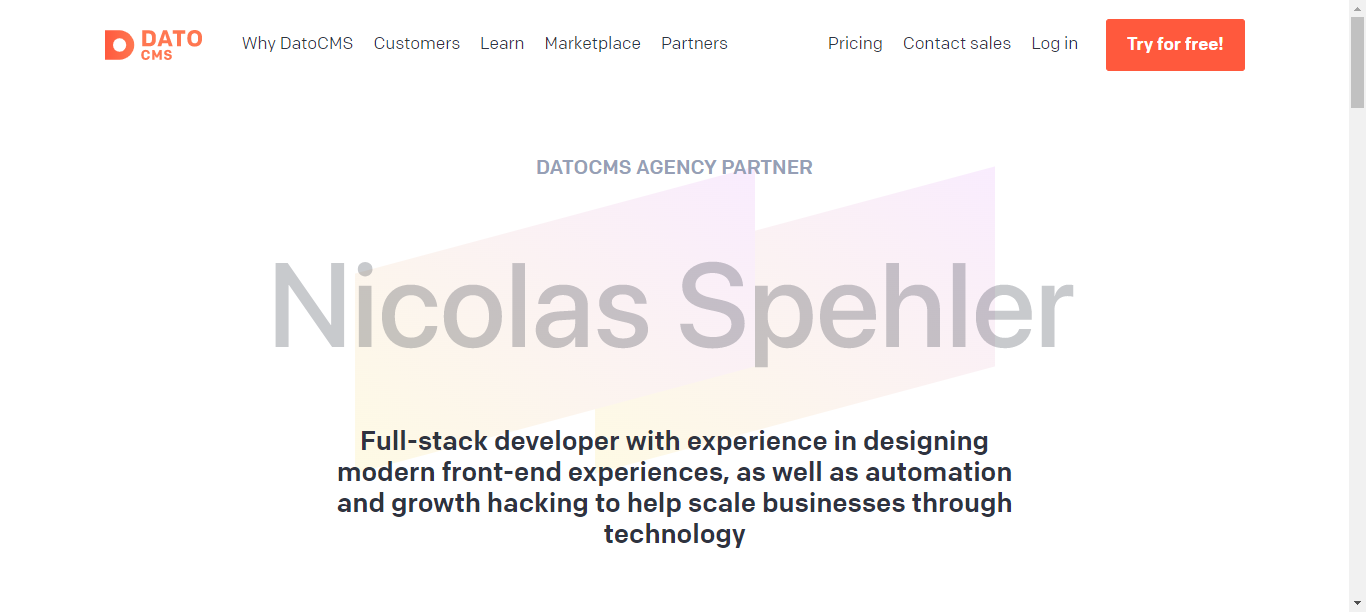 DATO
CMS
Why DatoCMS Customers Learn Marketplace Partners Pricing Contact sales Log in Try for free!
DATOCMS AGENCY PARTNER
Nicolas Spehler
Full-stack developer with experience in designing
modern front-end experiences, as well as automation
and growth hacking to help scale businesses through
technology